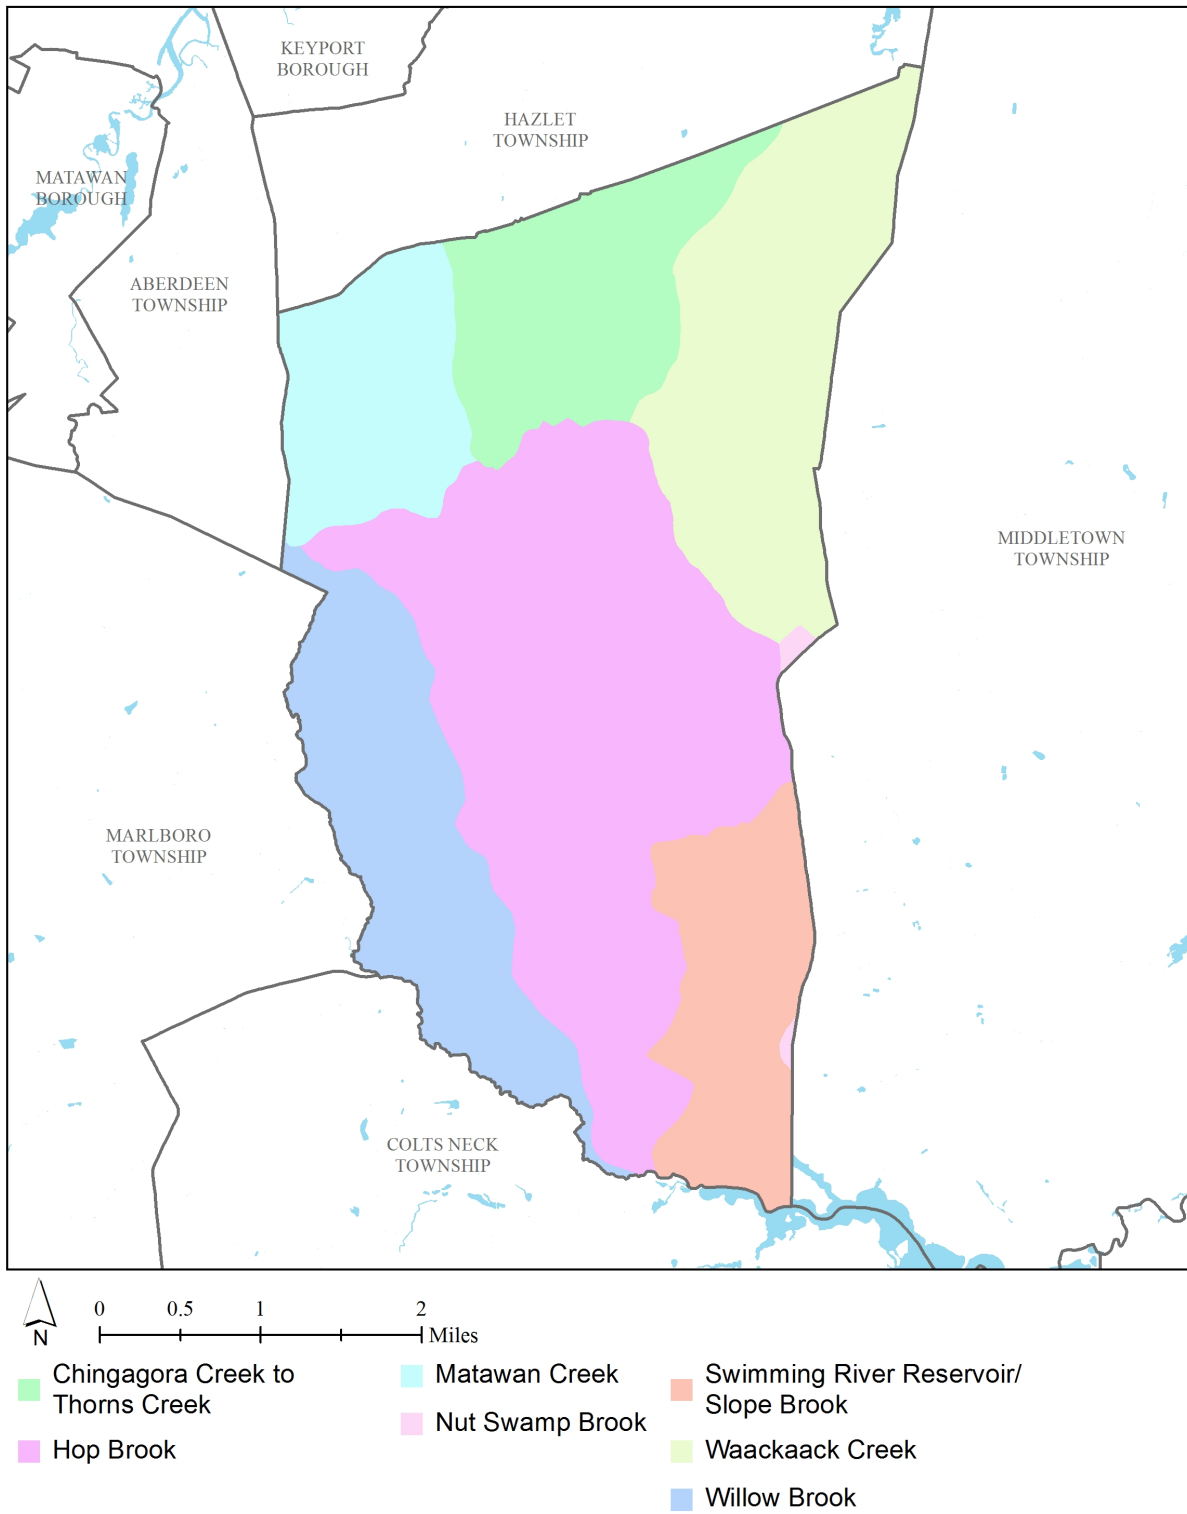 KEYPORT
BOROUGH
HAZLET
TOWNSHIP
MATAWAN
BOROUGH
ABERDEEN
TOWNSHIP
MIDDLETOWN
TOWNSHIP
MARLBORO
TOWNSHIP
COLTS NECK
TOWNSHIP
N
0 0.5 1 2
Miles
Chingagora Creek to
Thorns Creek
Hop Brook
Matawan Creek
Nut Swamp Brook
Swimming River Reservoir/
Slope Brook
Waackaack Creek
Willow Brook